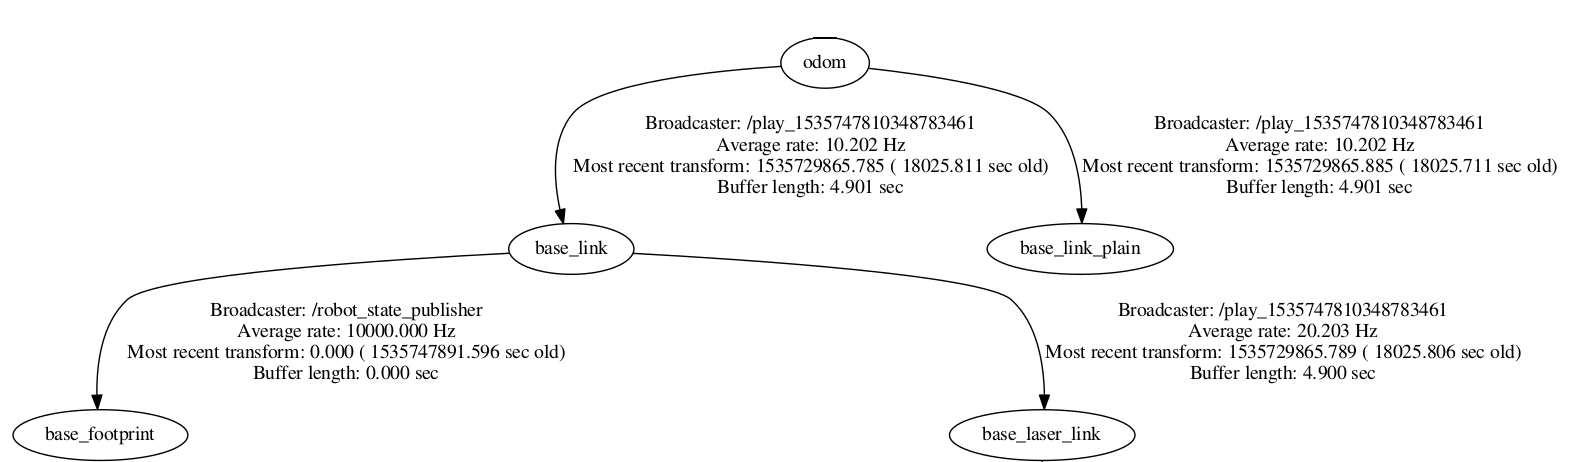 odom
Broadcaster: /play_1535747810348783461
Average rate: 10.202 Hz
Most recent transform: 1535729865.785 ( 18025.811 sec old)
Buffer length: 4.901 sec
Broadcaster: /play_1535747810348783461
Average rate: 10.202 Hz
Most recent transform: 1535729865.885 ( 18025.711 sec old)
Buffer length: 4.901 sec
base_link
base_link_plain
Broadcaster: /robot_state_publisher
Average rate: 10000.000 Hz
Most recent transform: 0.000 ( 1535747891.596 sec old)
Buffer length: 0.000 sec
Broadcaster: /play_1535747810348783461
Average rate: 20.203 Hz
Most recent transform: 1535729865.789 ( 18025.806 sec old)
Buffer length: 4.900 sec
base_footprint
base_laser_link